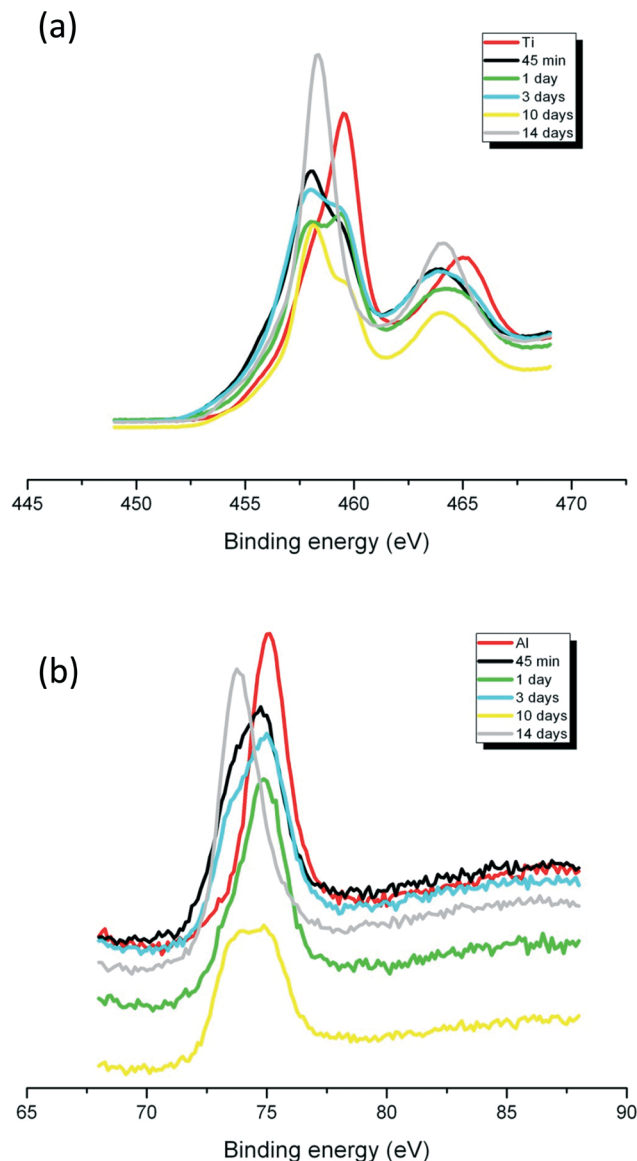 (a)
Ti
45 min
1 day
3 days
10 days
14 days
445 450 455 460 465 470
Binding energy (eV)
(b)
Al
45 min
1 day
3 days
10 days
14 days
65 70 75 80 85 90
Binding energy (eV)